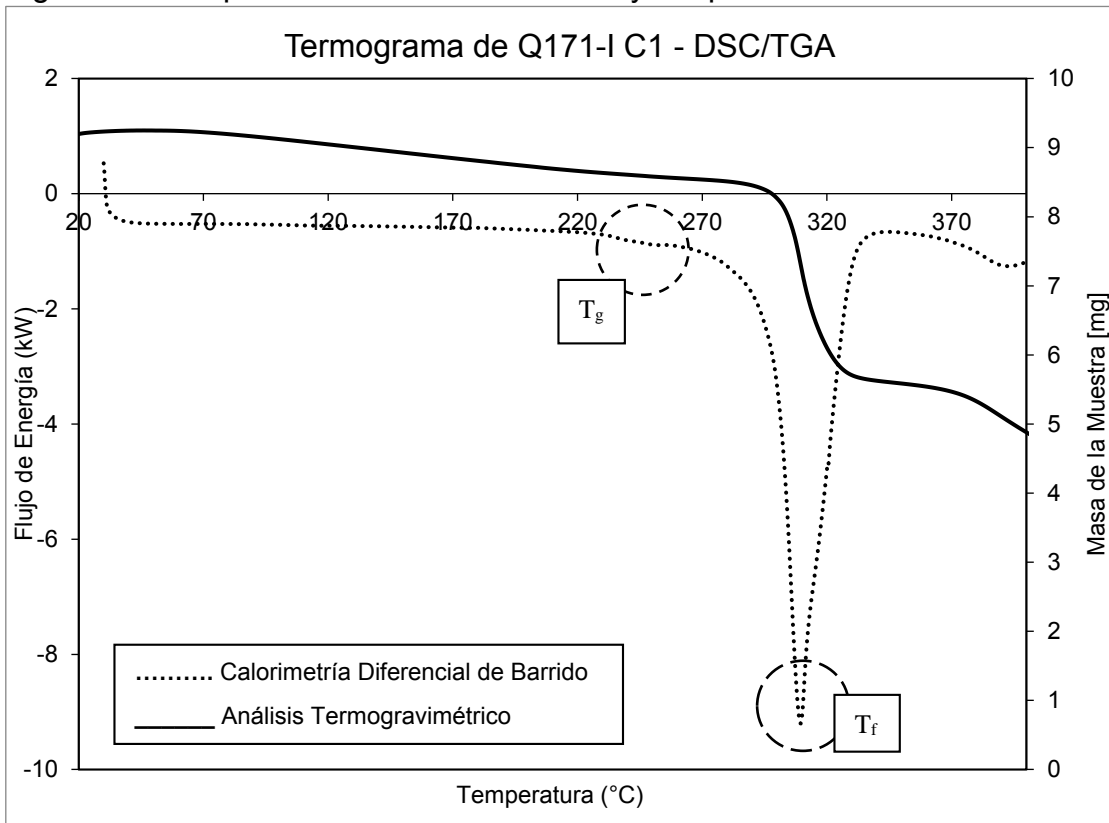 Termograma de Q171-I C1 - DSC/TGA
2
0
-2
-4
-6
-8
-10
Flujo de Energía (kW)
20 70 120 170 220 270 320 370
10
9
8
7
6
5
4
3
2
1
0
Masa de la Muestra [mg]
Tg
Tf
.......... Calorimetría Diferencial de Barrido
Análisis Termogravimétrico
Temperatura (°C)